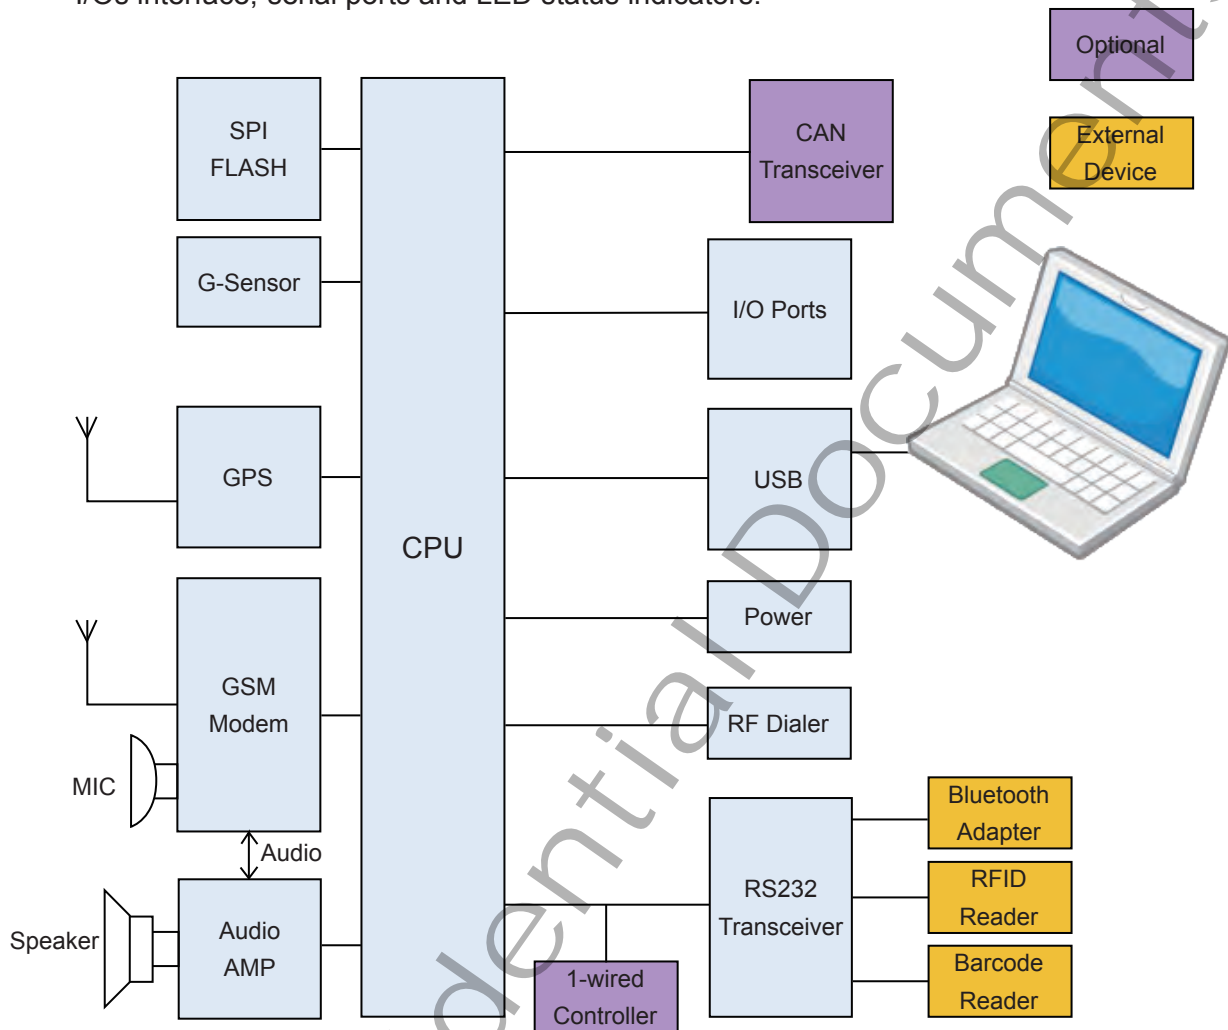 I/Os interface, serial ports and LED status indicators.
Optional
External
Device
SPI
FLASH
CAN
Transceiver
G-Sensor
I/O Ports
GPS
USB
CPU
Power
GSM
Modem
RF Dialer
MIC
Audio
Bluetooth
Adapter
RS232
Transceiver
RFID
Reader
Speaker
Audio
AMP
Barcode
Reader
1-wired
Controller
dential Document